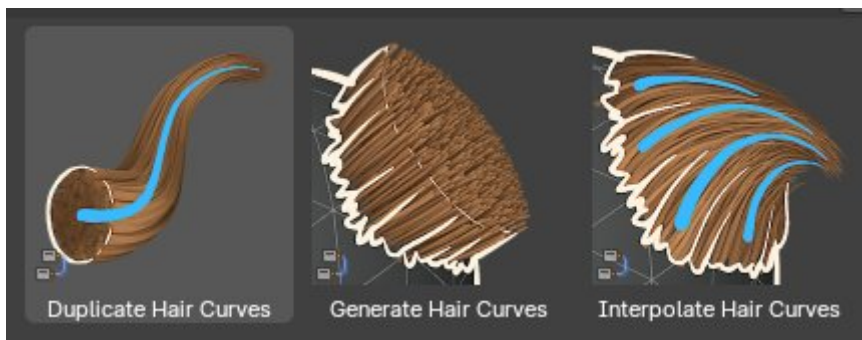 Duplicate Hair Curves
Generate Hair Curves
Interpolate Hair Curves